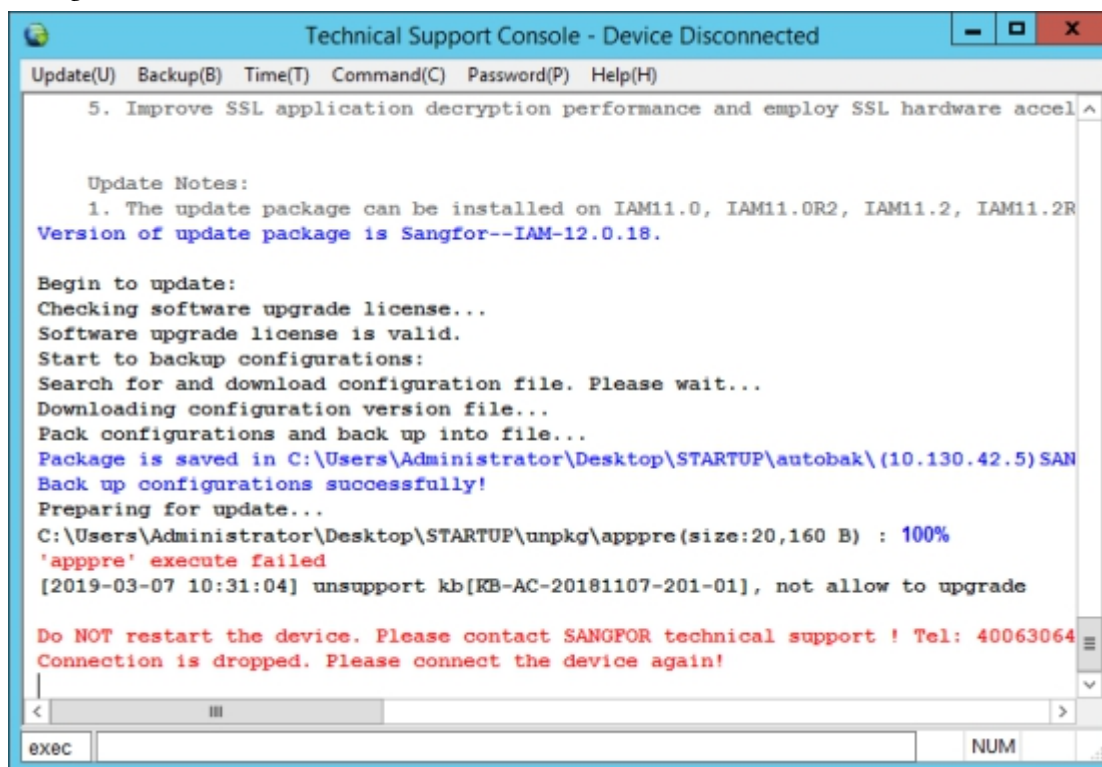 Technical Support Console - Device Disconnected
Update(U) Backup(B) Time(T) Command(C) Password(P) Help(H)
5. Improve SSL application decryption performance and employ SSL hardware accel
Update Notes:
1. The update package can be installed on IAM11.0, IAM11.0R2, IAM11.2, IAM11.2R
Version of update package is Sangfor--IAM-12.0.18.
Begin to update:
Checking software upgrade license...
Software upgrade license is valid.
Start to backup configurations:
Search for and download configuration file. Please wait...
Downloading configuration version file...
Pack configurations and back up into file...
Package is saved in C:\Users\Administrator\Desktop\STARTUP\autobak\(10.130.42.5)SAN
Back up configurations successfully!
Preparing for update...
C:\Users\Administrator\Desktop\STARTUP\unpkg\apppre(size:20,160 B) : 100%
'apppre' execute failed
[2019-03-07 10:31:04] unsupport kb[KB-AC-20181107-201-01], not allow to upgrade
Do NOT restart the device. Please contact SANGFOR technical support ! Tel: 40063064
Connection is dropped. Please connect the device again!
exec NUM